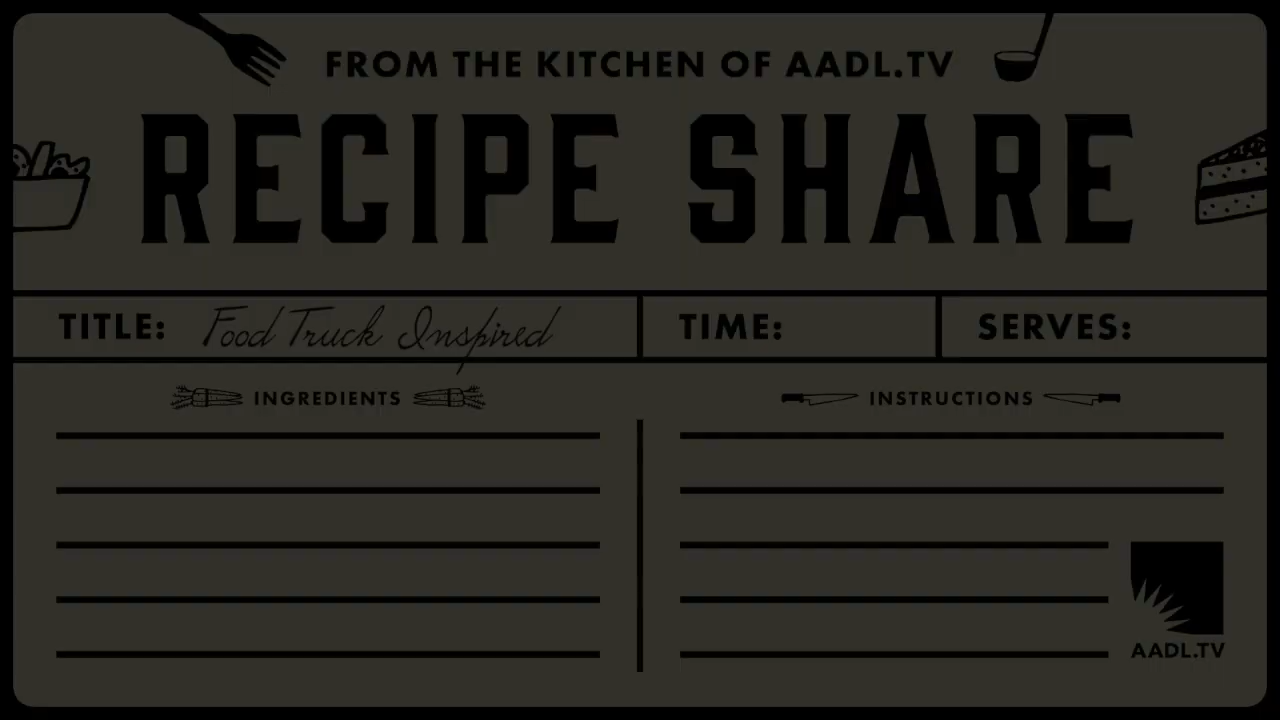 FROM THE KITCHEN OF AADL.TV
RECIPE SHARE
TITLE: Food Truck Inspired TIME: SERVES:
INGREDIENTS
INSTRUCTIONS
AADL.TV